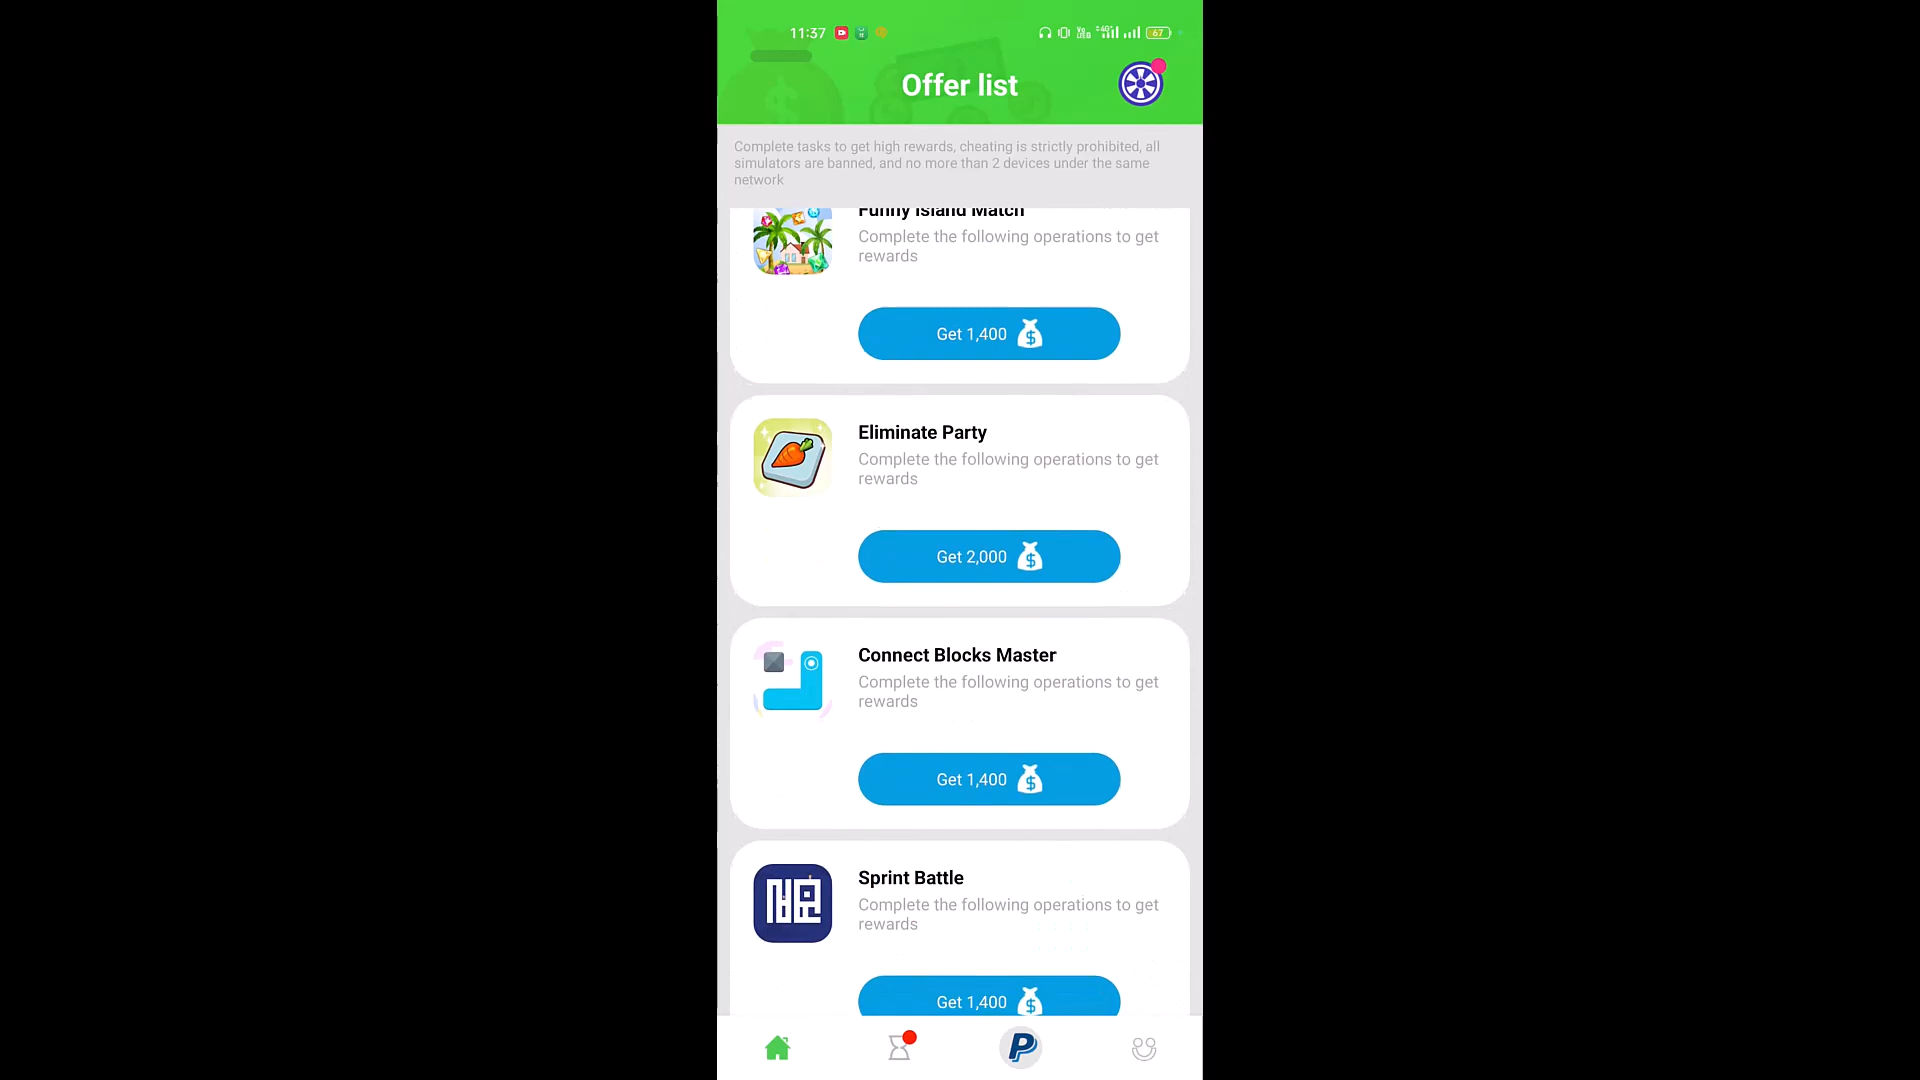 11:37
67
Offer list
Complete tasks to get high rewards, cheating is strictly prohibited, all
simulators are banned, and no more than 2 devices under the same
network
Funny Island Match
Complete the following operations to get
rewards
Get 1,400
Eliminate Party
Complete the following operations to get
rewards
Get 2,000
Connect Blocks Master
Complete the following operations to get
rewards
Get 1,400
Sprint Battle
Complete the following operations to get
rewards
Get 1,400